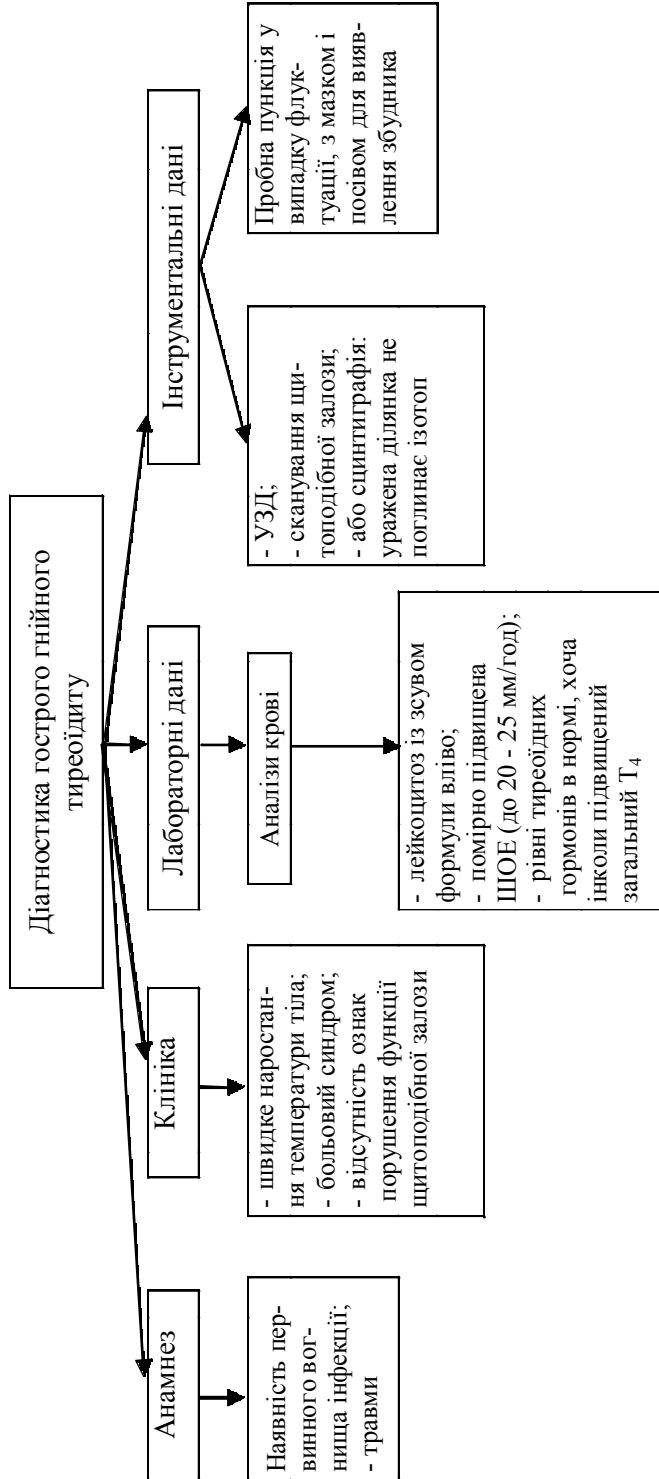 Діагностика гострого гнійного
тиреоїдиту
Анамнез
Наявність пер-
винного вог-
нища інфекції;
- травми
Клініка
- швидке наростан-
ня температури тіла;
- больовий синдром;
- відсутність ознак
порушення функції
щитоподібної залози
Лабораторні дані
Аналізи крові
- лейкоцитоз із зсувом
формули вліво;
- помірно підвищена
ШОЕ (до 20 - 25 мм/год);
- рівні тиреоїдних
гормонів в нормі, хоча
інколи підвищений
загальний Т₄
Інструментальні дані
- УЗД;
- сканування щи-
топодібної залози;
- або сцинтиграфія:
уражена ділянка не
поглинає ізотоп
Пробна пункція у
випадку флук-
туації, з мазком і
посівом для вияв-
лення збудника